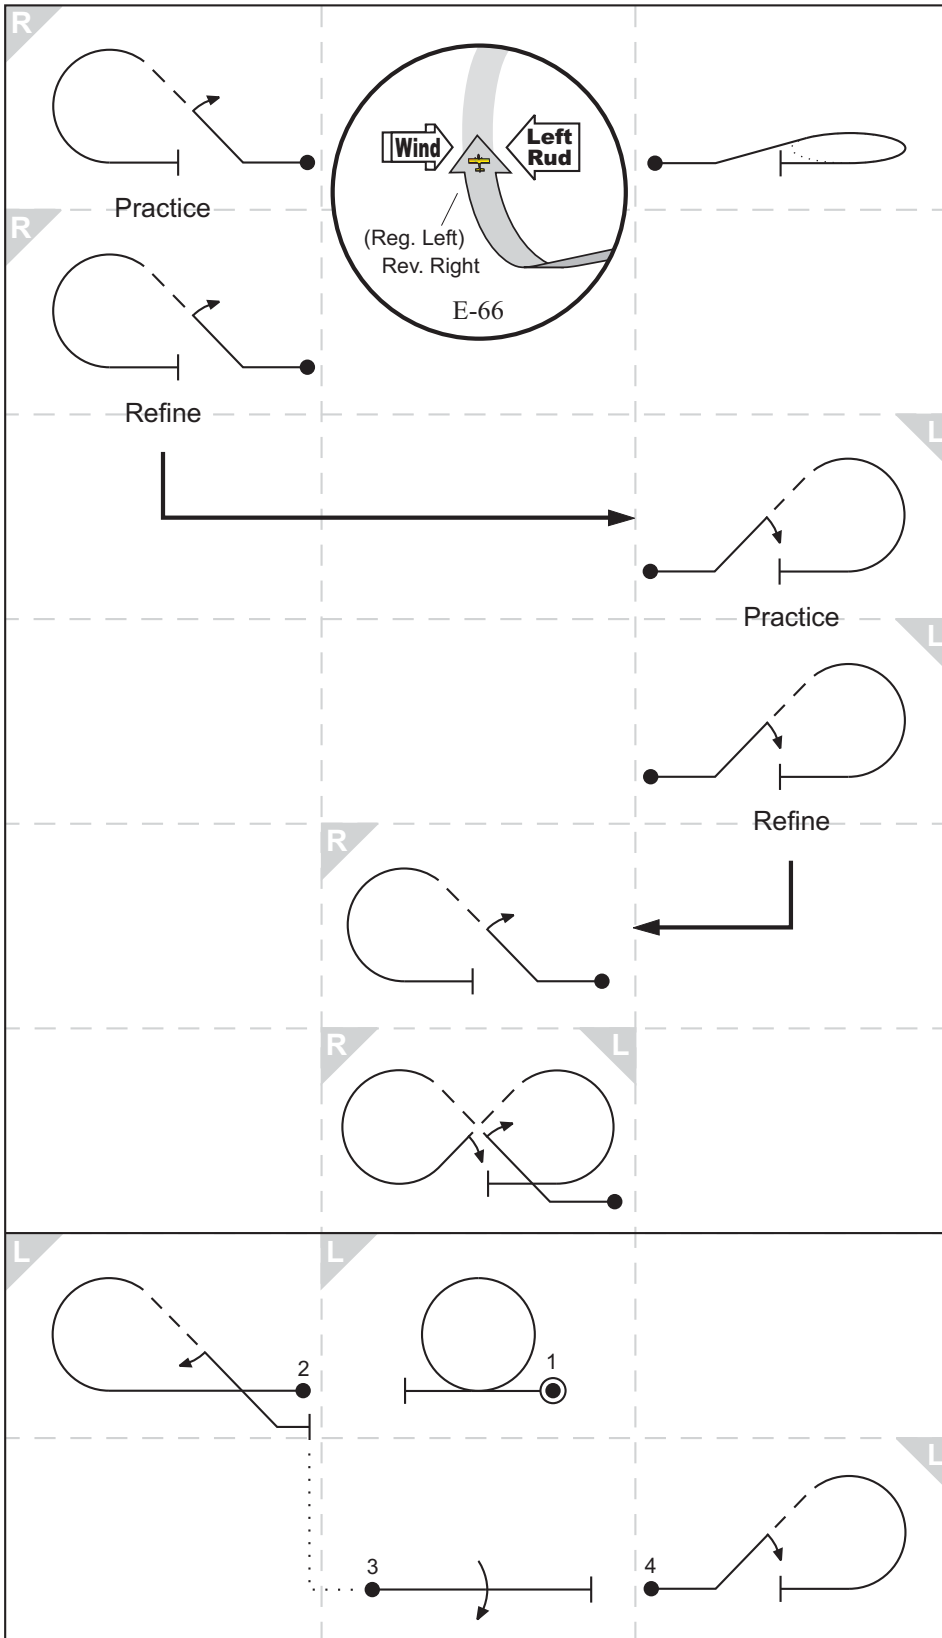 R
Wind
Left
Rud
Practice
R
(Reg. Left)
Rev. Right
E-66
Refine
L
Practice
L
Refine
R
R
L
L
L
2
1
L
3
4